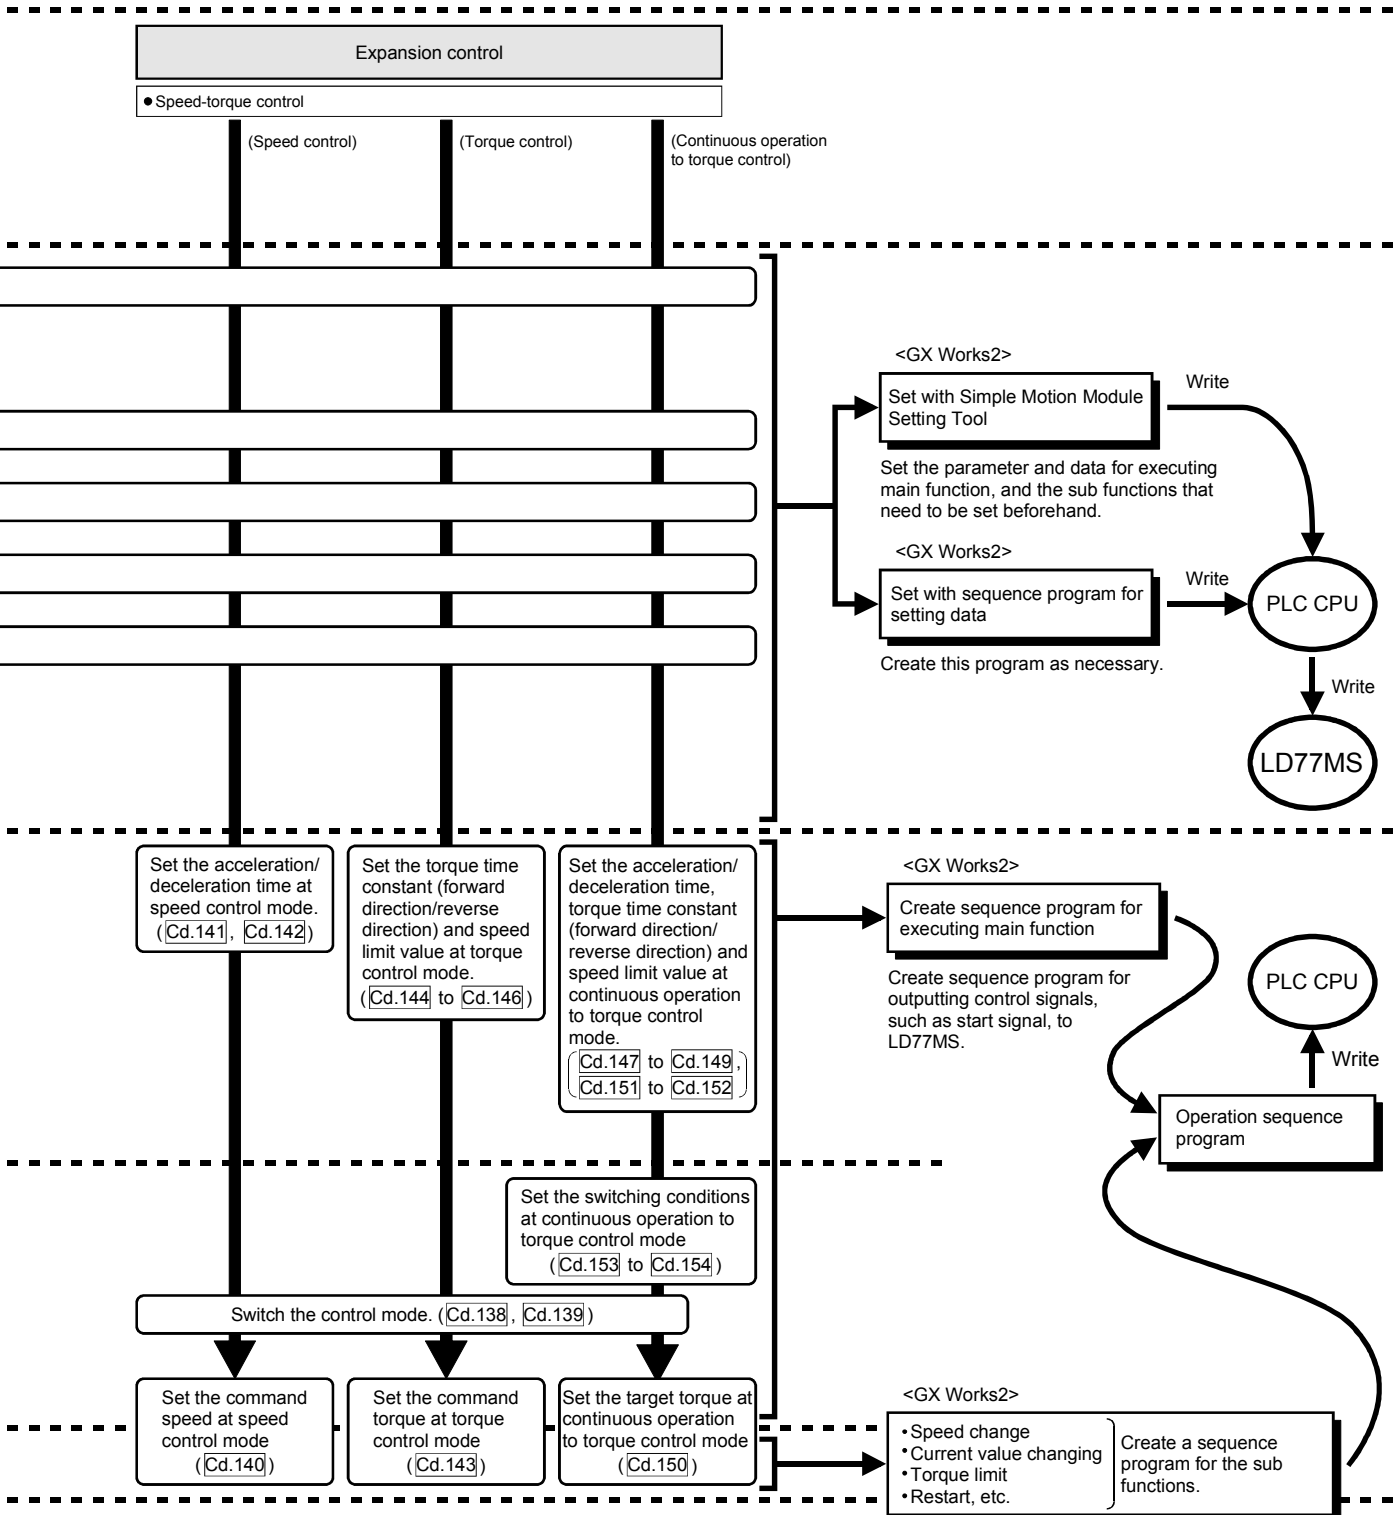 Expansion control
●Speed-torque control
(Speed control)
(Torque control)
(Continuous operation
to torque control)
<GX Works2>
Set with Simple Motion Module
Setting Tool
Write
Set the parameter and data for executing
main function, and the sub functions that
need to be set beforehand.
<GX Works2>
Set with sequence program for
setting data
Write
PLC CPU
Create this program as necessary.
Write
LD77MS
Set the acceleration/
deceleration time at
speed control mode.
(Cd.141, Cd.142)
Set the torque time
constant (forward
direction/reverse
direction) and speed
limit value at torque
control mode.
(Cd.144 to Cd.146)
Set the acceleration/
deceleration time,
torque time constant
(forward direction/
reverse direction) and
speed limit value at
continuous operation
to torque control
mode.
(Cd.147 to Cd.149,
Cd.151 to Cd.152)
<GX Works2>
Create sequence program for
executing main function
Create sequence program for
outputting control signals,
such as start signal, to
LD77MS.
PLC CPU
Write
Operation sequence
program
Set the switching conditions
at continuous operation to
torque control mode
(Cd.153 to Cd.154)
Switch the control mode. (Cd.138, Cd.139)
Set the command
speed at speed
control mode
(Cd.140)
Set the command
torque at torque
control mode
(Cd.143)
Set the target torque at
continuous operation
to torque control mode
(Cd.150)
<GX Works2>
•Speed change
•Current value changing
•Torque limit
•Restart, etc.
Create a sequence
program for the sub
functions.